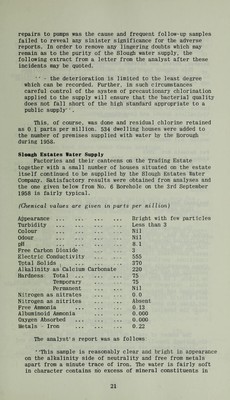 repairs to pumps was the cause and frequent follow-up samples
failed to reveal any sinister significance for the adverse
reports. In order to remove any lingering doubts which may
remain as to the purity of the Slough water supply, the
following extract from a letter from the analyst after these
incidents may be quoted.
'' - the deterioration is limited to the least degree
which can be recorded. Further, in such circumstances
careful control of the system of precautionary chlorination
applied to the supply will ensure that the bacterial quality
does not fall short of the high standard appropriate to a
public supply''.
This, of course, was done and residual chlorine retained
as 0.1 parts per million. 534 dwelling houses were added to
the number of premises supplied with water by the Borough
during 1958.
Slough Estates Water Supply
Factories and their canteens on the Trading Estate
together with a small number of houses situated on the estate
itself continued to be supplied by the Slough Estates Water
Company. Satisfactory results were obtained from analyses and
the one given below from No. 6 Borehole on the 3rd September
1958 is fairly typical.
(Chemical values are given in parts per million)
Appearance ... ... ... ... Bright with few particles
Turbidity ... ... ... ... Less than 3
Colour ... ... ... ... Nil
Odour ... ... ... ... Nil
pH ... ... ... ... 8.1
Free Carbon Dioxide ... ... 3
Electric Conductivity ... ... 555
Total Solids ... ... ... 370
Alkalinity as Calcium Carbonate 220
Hardness: Total ... ... ... 75
Temporary ... ... 75
Permanent ... ... Nil
Nitrogen as nitrates ... ... 0.0
Nitrogen as nitrites ... ... Absent
Free Ammonia ... ... ... 0.13
Albuminoid Ammonia ... ... 0.000
Oxygen Absorbed ... ... ... 0.000
Metals - Iron ... ... ... 0.22
The analyst's report was as follows
''This sample is reasonably clear and bright in appearance
on the alkalin side of neutrality and free from metals
apart from a minute trace of iron. The water is fairly soft
in character contains no excess of mineral constituents in
21